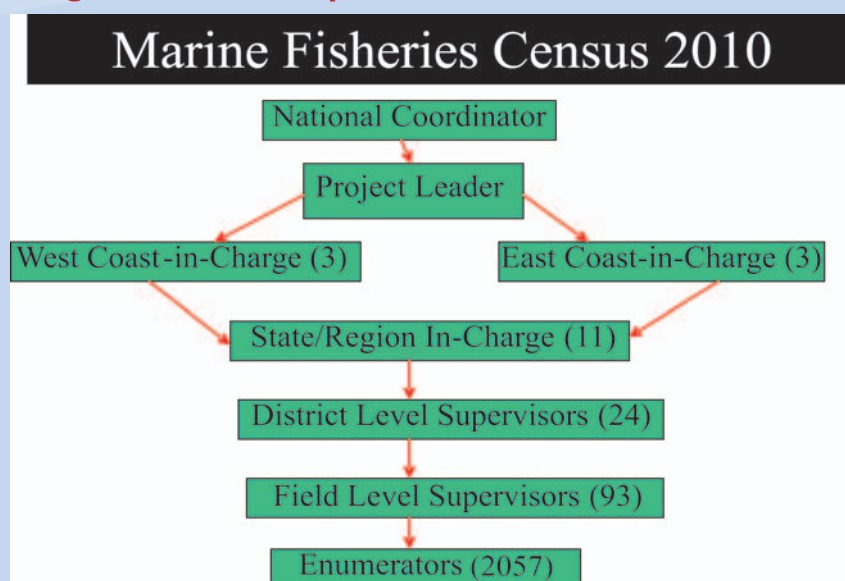 Marine Fisheries Census 2010
National Coordinator
Project Leader
West Coast-in-Charge (3)
East Coast-in-Charge (3)
State/Region In-Charge (11)
District Level Supervisors (24)
Field Level Supervisors (93)
Enumerators (2057)